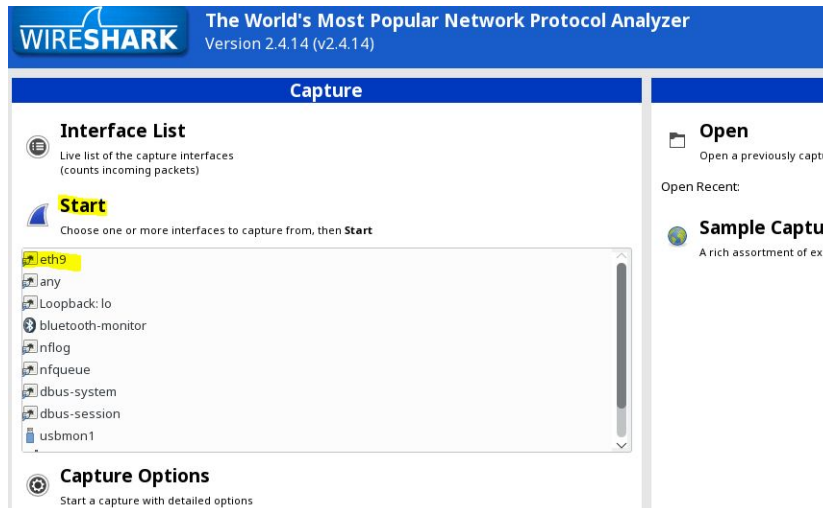 WIRESHARK
The World's Most Popular Network Protocol Analyzer
Version 2.4.14 (v2.4.14)
Capture
Interface List
Live list of the capture interfaces
(counts incoming packets)
Start
Choose one or more interfaces to capture from, then Start
eth9
any
Loopback: lo
bluetooth-monitor
nflog
nfqueue
dbus-system
dbus-session
usbmon1
Capture Options
Start a capture with detailed options
Open
Open a previously capt
Open Recent:
Sample Captu
A rich assortment of ex